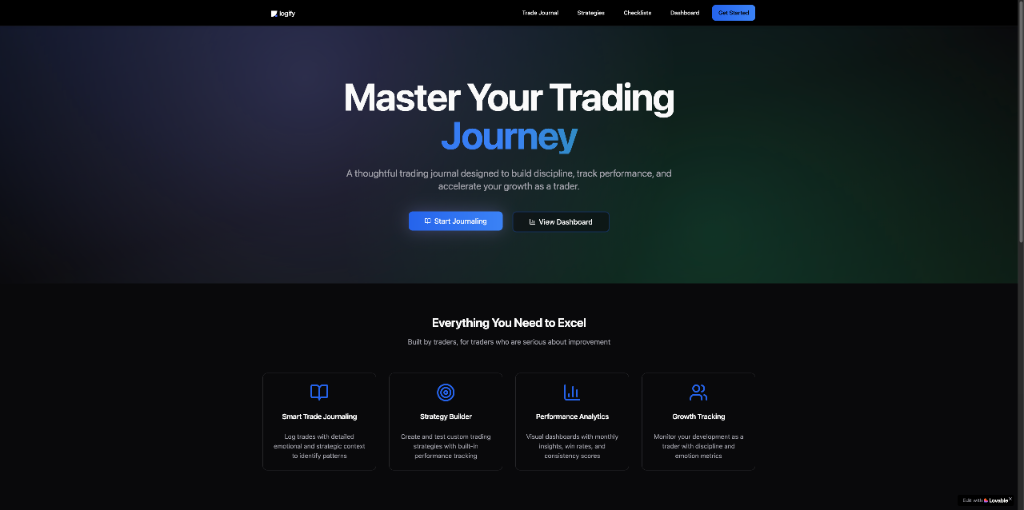 logify
Trade Journal
Strategies
Checklists
Dashboard
Get Started
Master Your Trading
Journey
A thoughtful trading journal designed to build discipline, track performance, and
accelerate your growth as a trader.
Start Journaling
View Dashboard
Everything You Need to Excel
Built by traders, for traders who are serious about improvement
Smart Trade Journaling
Log trades with detailed
emotional and strategic context
to identify patterns
Strategy Builder
Create and test custom trading
strategies with built-in
performance tracking
Performance Analytics
Visual dashboards with monthly
insights, win rates, and
consistency scores
Growth Tracking
Monitor your development as a
trader with discipline and
emotion metrics
Edit with Lovable